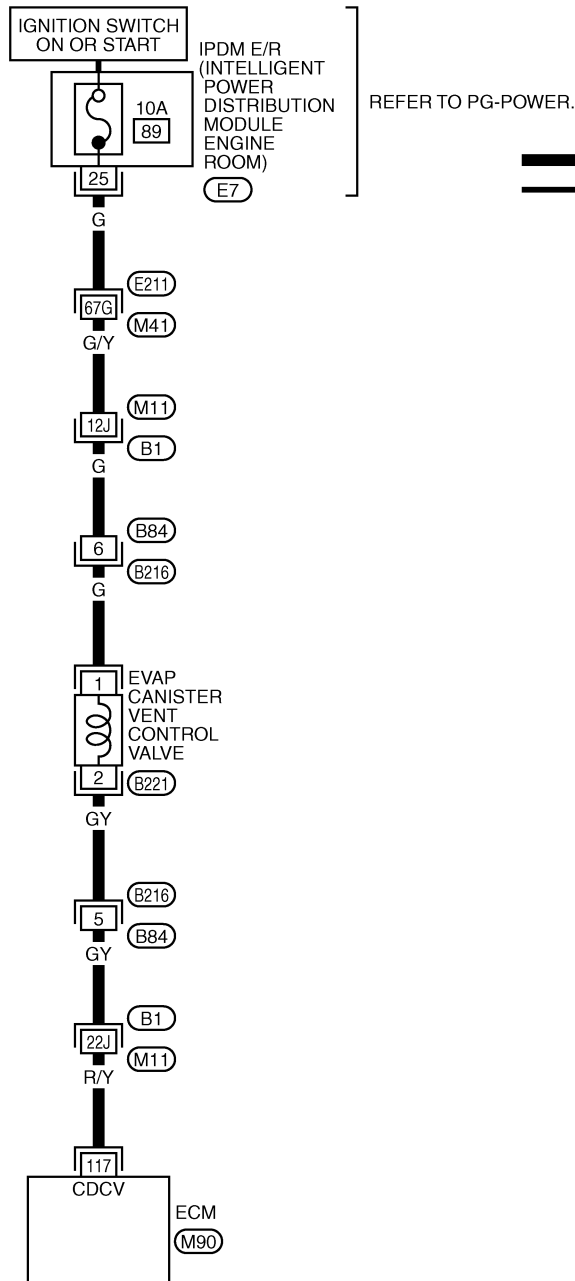 IGNITION SWITCH
ON OR START
IPDM E/R
(INTELLIGENT
POWER
DISTRIBUTION
MODULE
ENGINE
ROOM)
REFER TO PG-POWER.
10A
89
25
E7
G
E211
67G
M41
G/Y
M11
12J
B1
G
B84
6
B216
G
1
EVAP
CANISTER
VENT
CONTROL
VALVE
2
B221
GY
B216
5
B84
GY
B1
22J
M11
R/Y
117
CDCV
ECM
M90